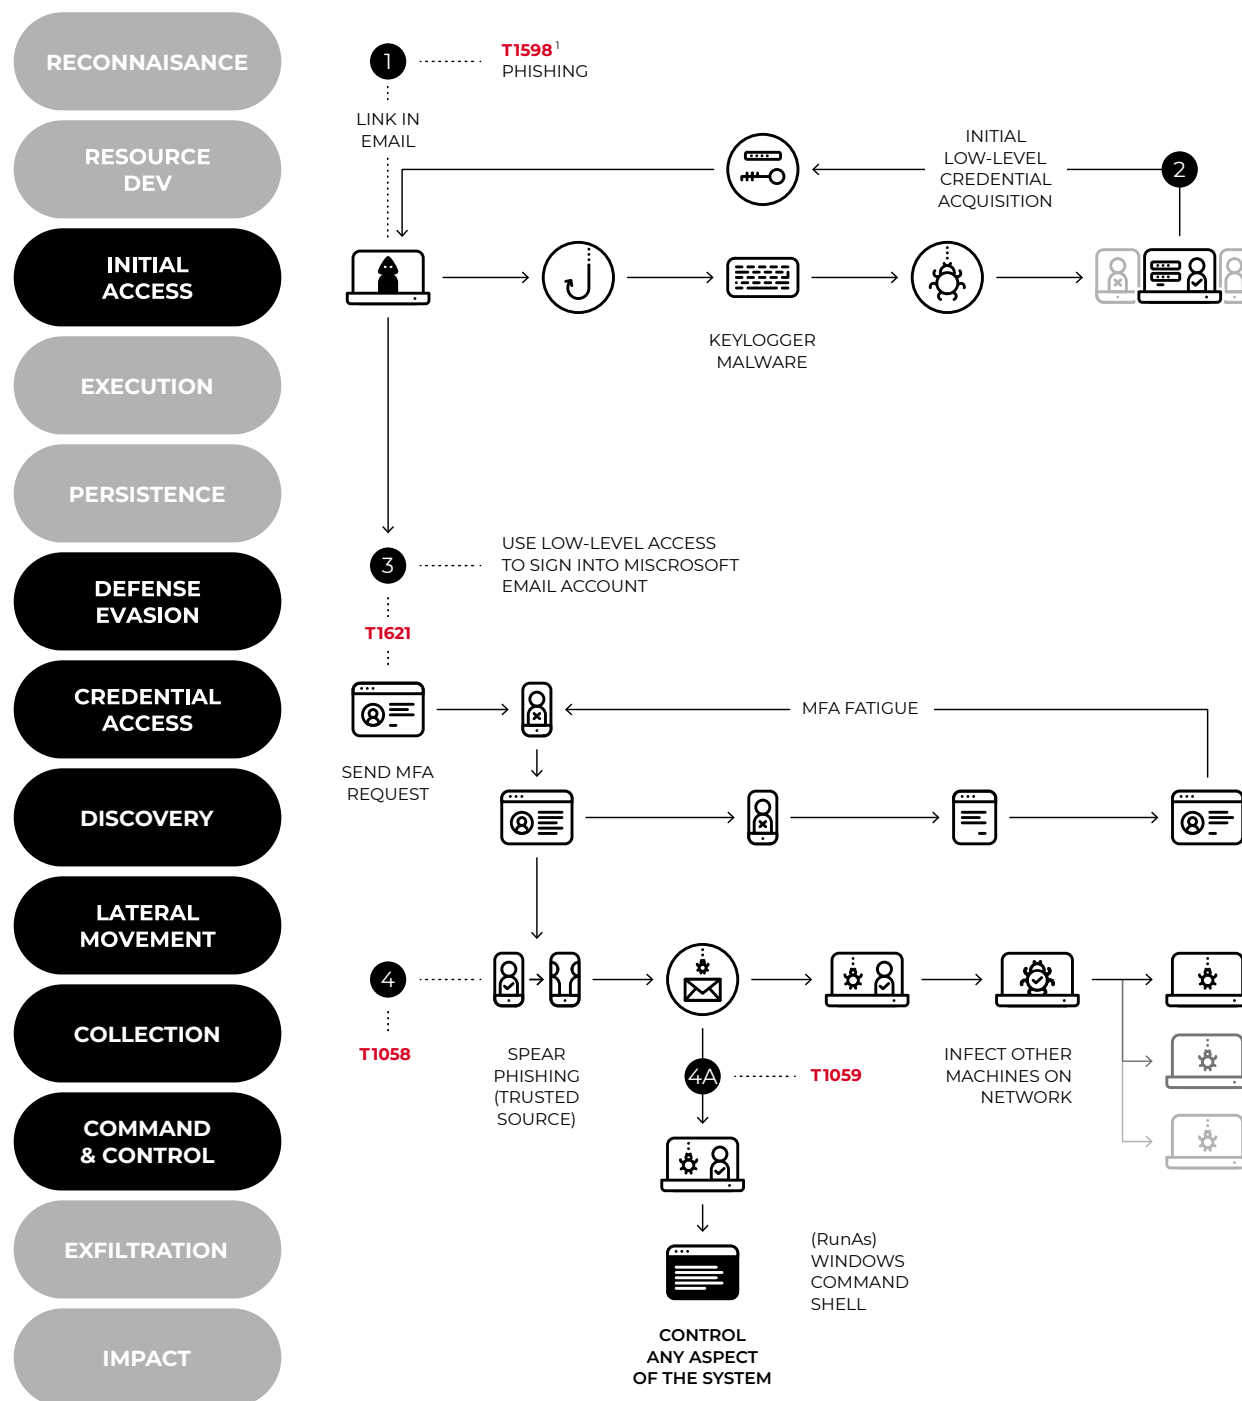 RECONNAISANCE
RESOURCE
DEV
INITIAL
ACCESS
EXECUTION
PERSISTENCE
DEFENSE
EVASION
CREDENTIAL
ACCESS
DISCOVERY
LATERAL
MOVEMENT
COLLECTION
COMMAND
& CONTROL
EXFILTRATION
IMPACT
1
T1598¹
PHISHING
LINK IN
EMAIL
INITIAL
LOW-LEVEL
CREDENTIAL
ACQUISITION
2
KEYLOGGER
MALWARE
3
USE LOW-LEVEL ACCESS
TO SIGN INTO MISCROSOFT
EMAIL ACCOUNT
T1621
MFA FATIGUE
SEND MFA
REQUEST
4
T1058
SPEAR
PHISHING
(TRUSTED
SOURCE)
4A
T1059
INFECT OTHER
MACHINES ON
NETWORK
(RunAs)
WINDOWS
COMMAND
SHELL
CONTROL
ANY ASPECT
OF THE SYSTEM